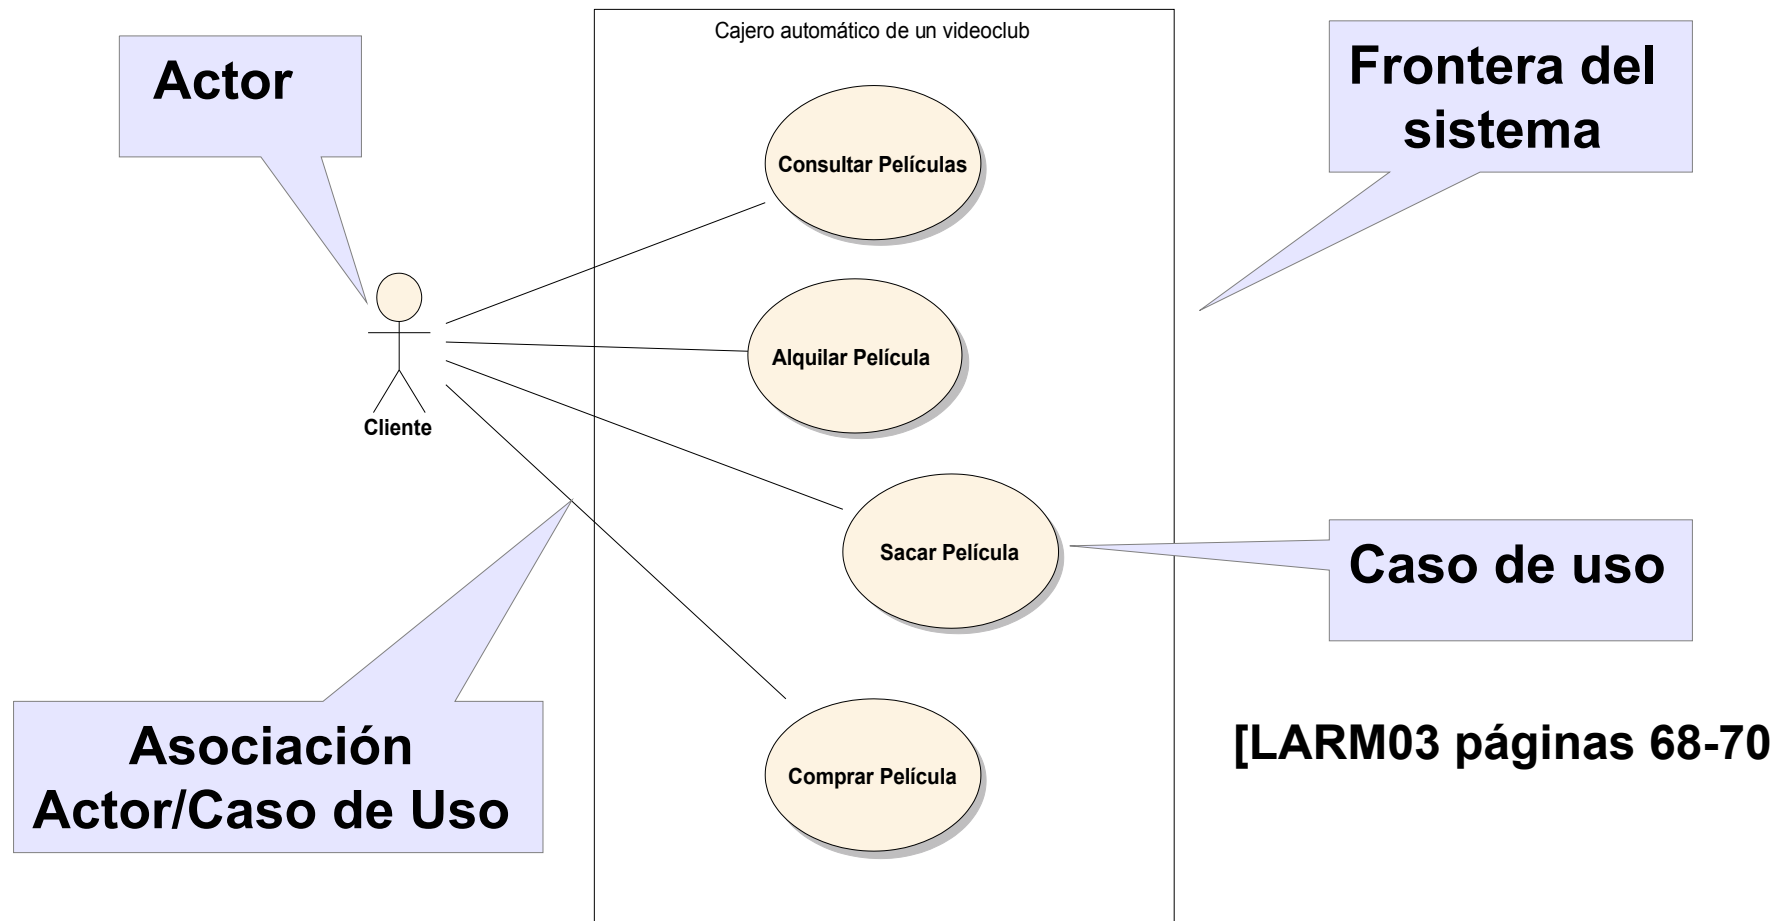 Cajero automático de un videoclub
Actor
Frontera del
sistema
Consultar Películas
Alquilar Película
Cliente
Sacar Película
Caso de uso
Asociación
Actor/Caso de Uso
Comprar Película
[LARM03 páginas 68-70